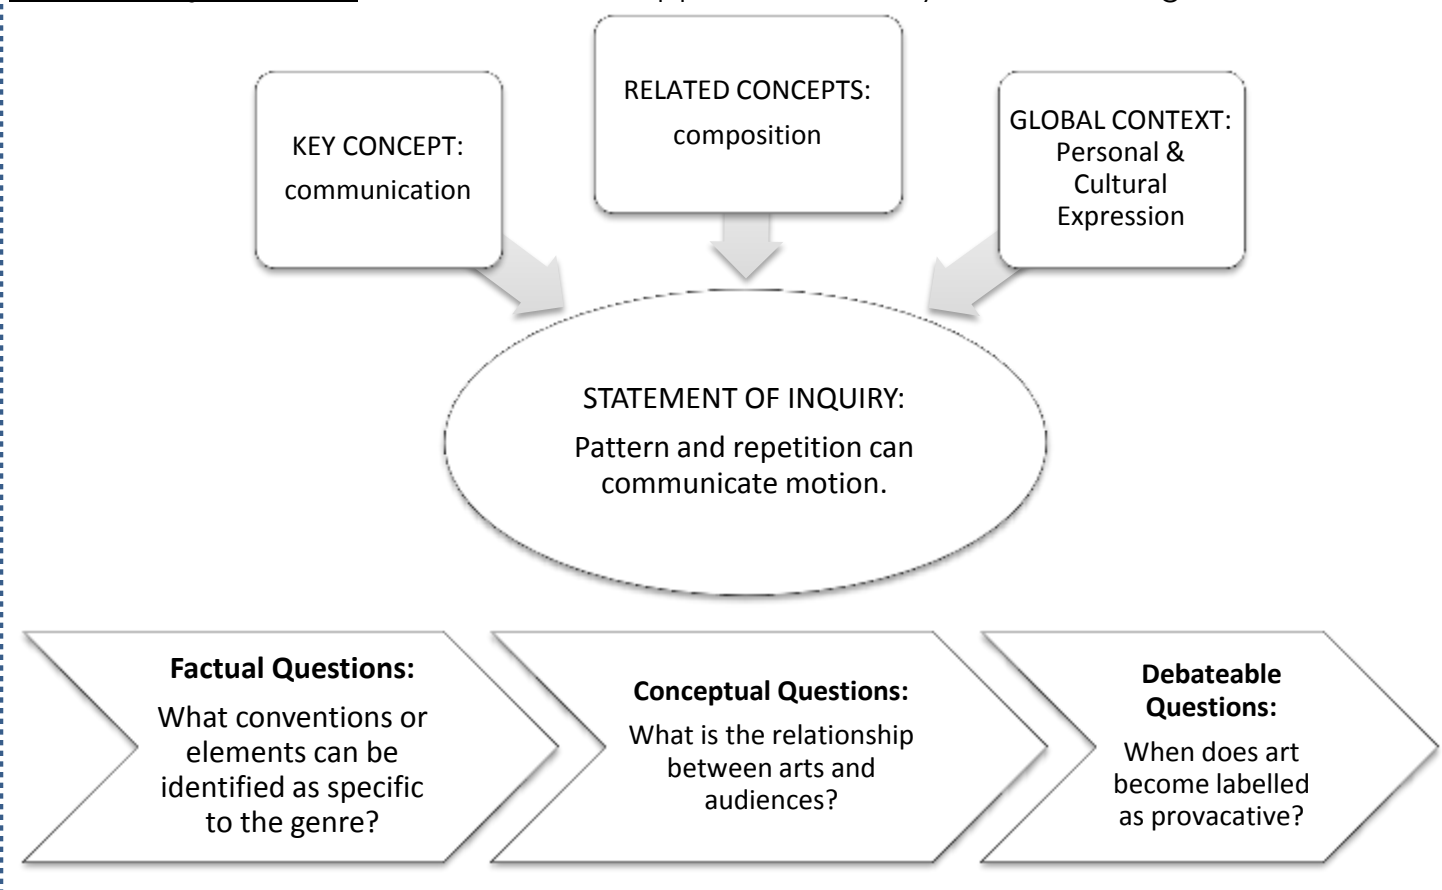 KEY CONCEPT:
communication
RELATED CONCEPTS:
composition
GLOBAL CONTEXT:
Personal &
Cultural
Expression
STATEMENT OF INQUIRY:
Pattern and repetition can
communicate motion.
Factual Questions:
What conventions or
elements can be
identified as specific
to the genre?
Conceptual Questions:
What is the relationship
between arts and
audiences?
Debateable
Questions:
When does art
become labelled
as provacative?